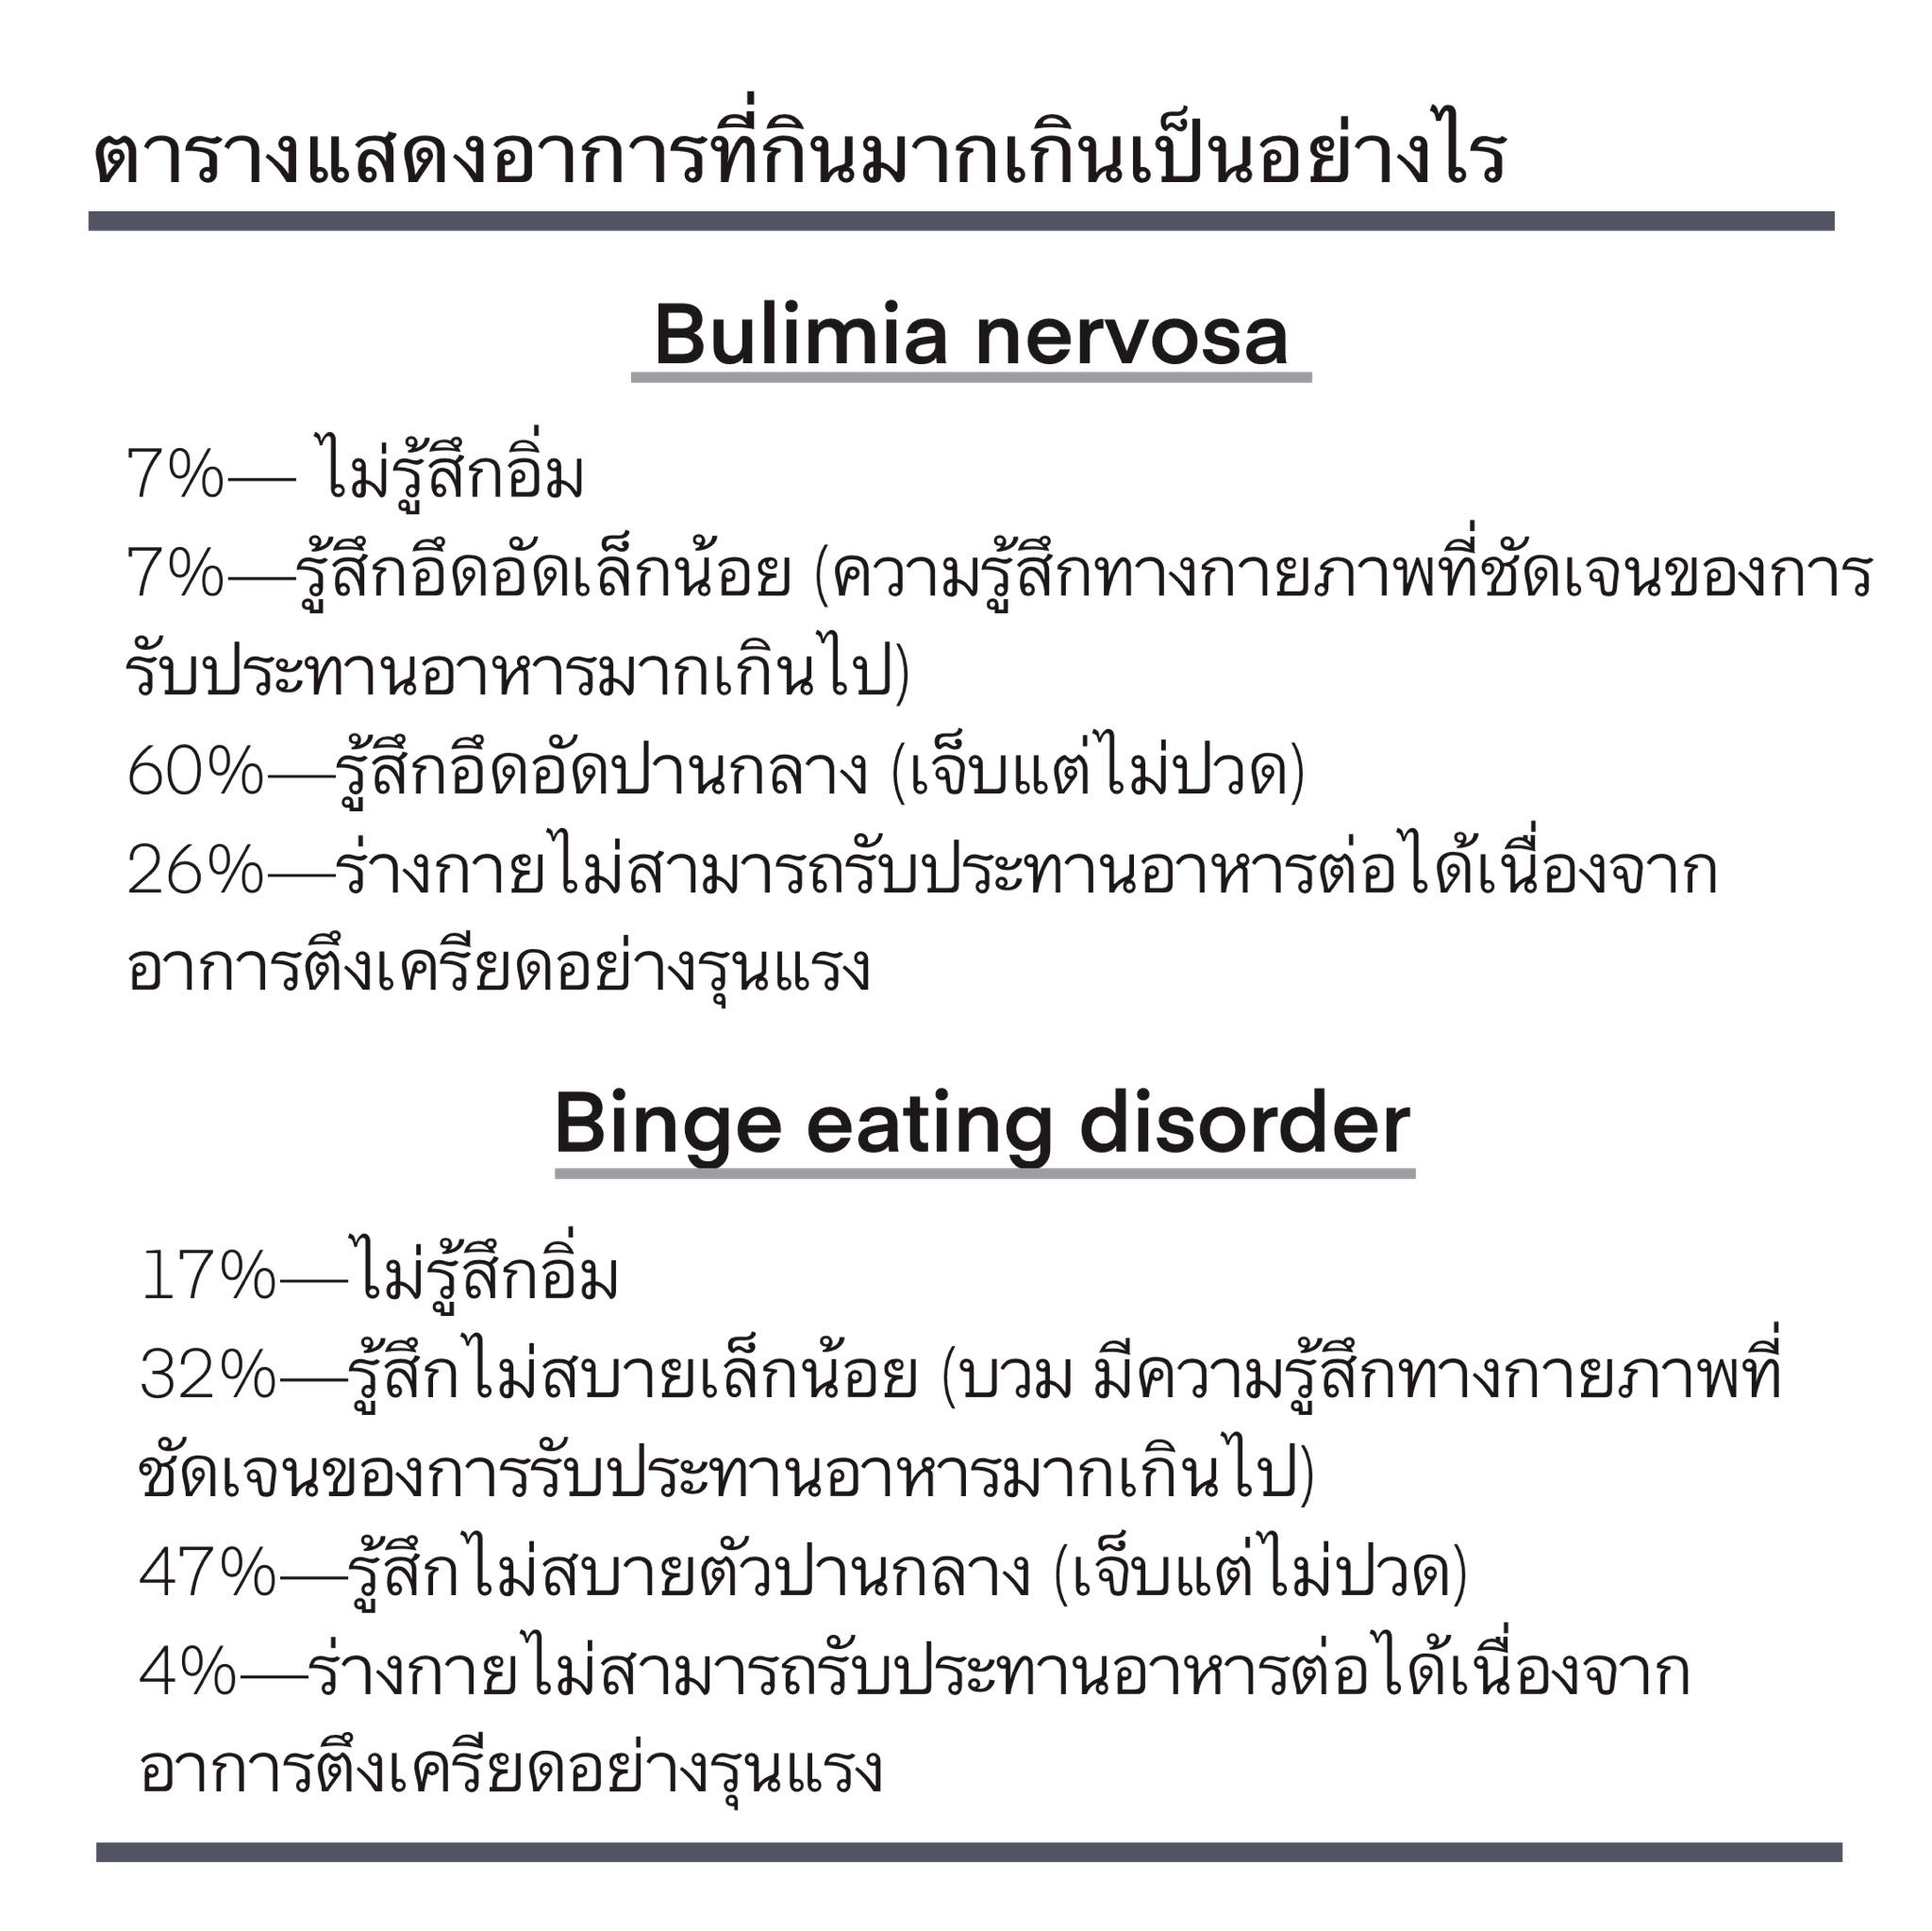 ตารางแสดงอาการที่กินมากเกินเป็นอย่างไร
Bulimia nervosa
7%— ไม่รู้สึกอิ่ม
7%—รู้สึกอึดอัดเล็กน้อย (ความรู้สึกทางกายภาพที่ชัดเจนของการ
รับประทานอาหารมากเกินไป)
60%—รู้สึกอึดอัดปานกลาง (เจ็บแต่ไม่ปวด)
26%—ร่างกายไม่สามารถรับประทานอาหารต่อได้เนื่องจาก
อาการตึงเครียดอย่างรุนแรง
Binge eating disorder
17%—ไม่รู้สึกอิ่ม
32%—รู้สึกไม่สบายเล็กน้อย (บวม มีความรู้สึกทางกายภาพที่
ชัดเจนของการรับประทานอาหารมากเกินไป)
47%—รู้สึกไม่สบายตัวปานกลาง (เจ็บแต่ไม่ปวด)
4%—ร่างกายไม่สามารถรับประทานอาหารต่อได้เนื่องจาก
อาการตึงเครียดอย่างรุนแรง